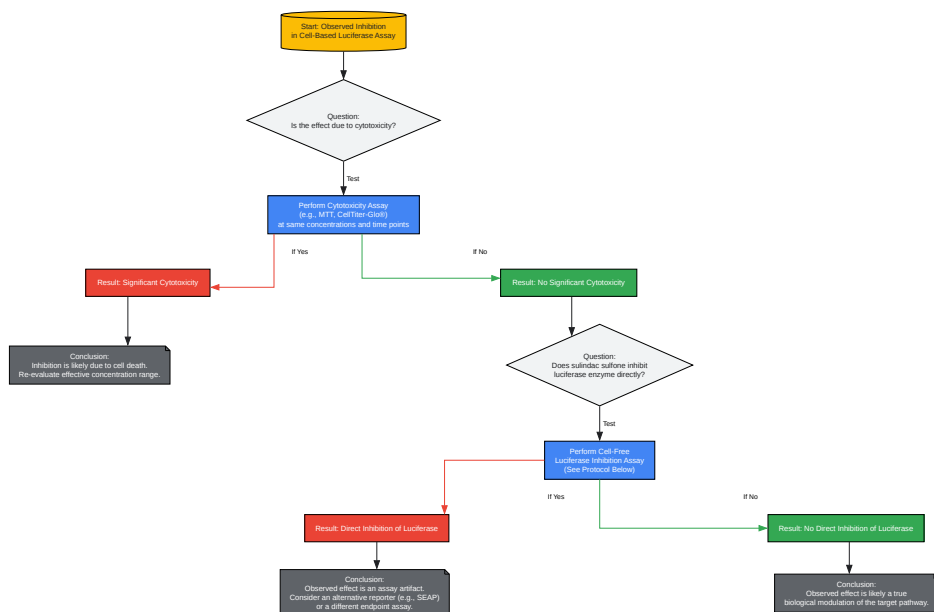 Start: Observed Inhibition
in Cell-Based Luciferase Assay
Question:
Is the effect due to cytotoxicity?
Test
Perform Cytotoxicity Assay
(e.g., MTT, CellTiter-Glo®)
at same concentrations and time points
If Yes
If No
Result: Significant Cytotoxicity
Result: No Significant Cytotoxicity
Conclusion:
Inhibition is likely due to cell death.
Re-evaluate effective concentration range.
Question:
Does sulindac sulfone inhibit
luciferase enzyme directly?
Test
Perform Cell-Free
Luciferase Inhibition Assay
(See Protocol Below)
If Yes
If No
Result: Direct Inhibition of Luciferase
Result: No Direct Inhibition of Luciferase
Conclusion:
Observed effect is an assay artifact.
Consider an alternative reporter (e.g., SEAP)
or a different endpoint assay.
Conclusion:
Observed effect is likely a true
biological modulation of the target pathway.